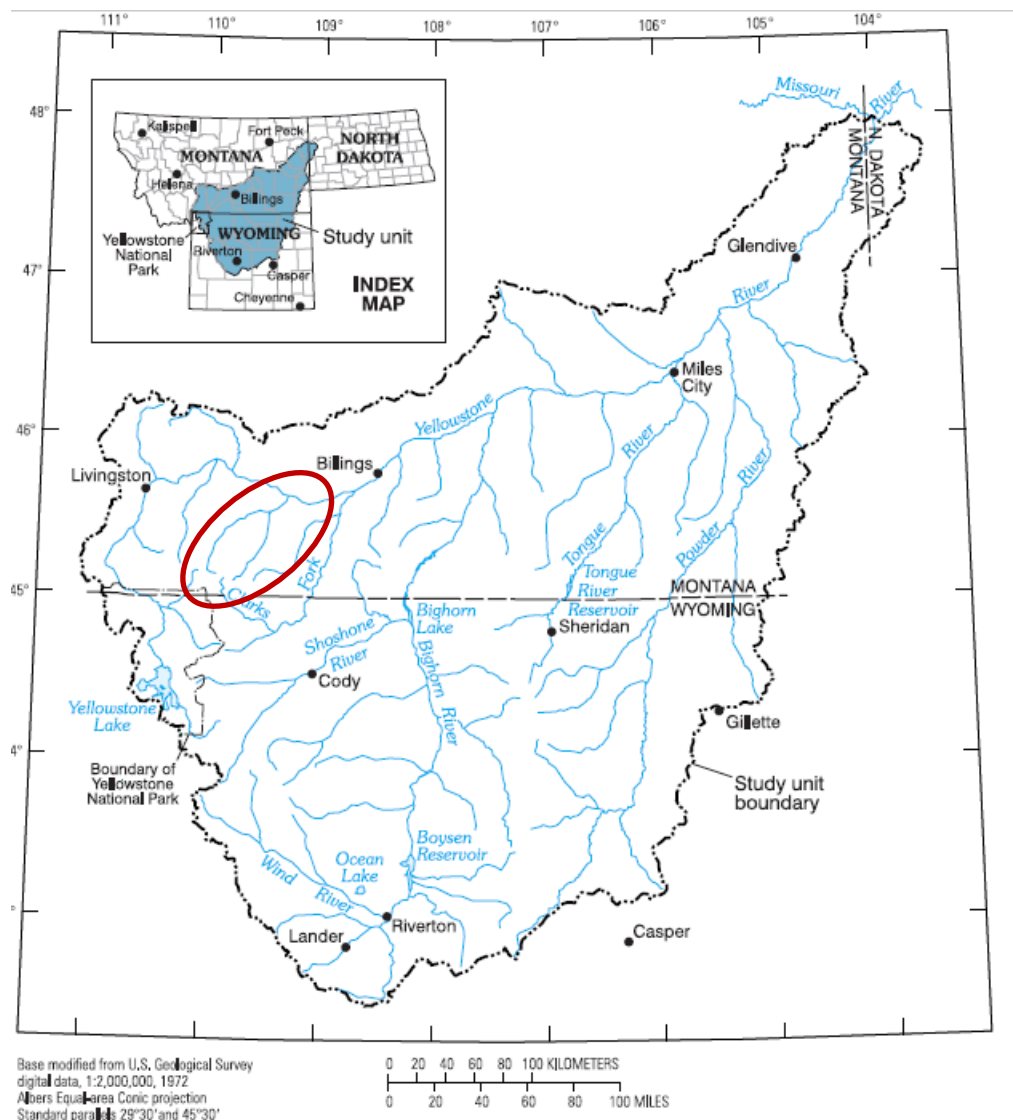 111°
110°
109°
108°
107°
106°
105°
104°
48°
47°
46°
45°
4°
°
Kalispell
Fort Peck
MONTANA
NORTH
DAKOTA
Helena
Billings
WYOMING
Study unit
Yellowstone
National
Park
Riverton
Casper
Cheyenne
INDEX
MAP
Missouri
River
N. DAKOTA
MONTANA
Glendive
River
Miles
City
Yellowstone
River
River
Billings
Livingston
Powder
Tongue
Fork
Clarks
Tongue
River
Reservoir
MONTANA
WYOMING
Bighorn
Lake
Sheridan
Shoshone
River
Cody
Bighorn
River
Yellowstone
Lake
Gillette
Boundary of
Yellowstone
National Park
Study unit
boundary
Boysen
Reservoir
Ocean
Lake
Wind
River
Riverton
Lander
Casper
110
109
108
107
106
105
Base modified from U.S. Geological Survey
digital data, 1:2,000,000, 1972
Albers Equal-area Conic projection
Standard parallels 29°30' and 45°30'
0 20 40 60 80 100 KILOMETERS
0 20 40 60 80 100 MILES